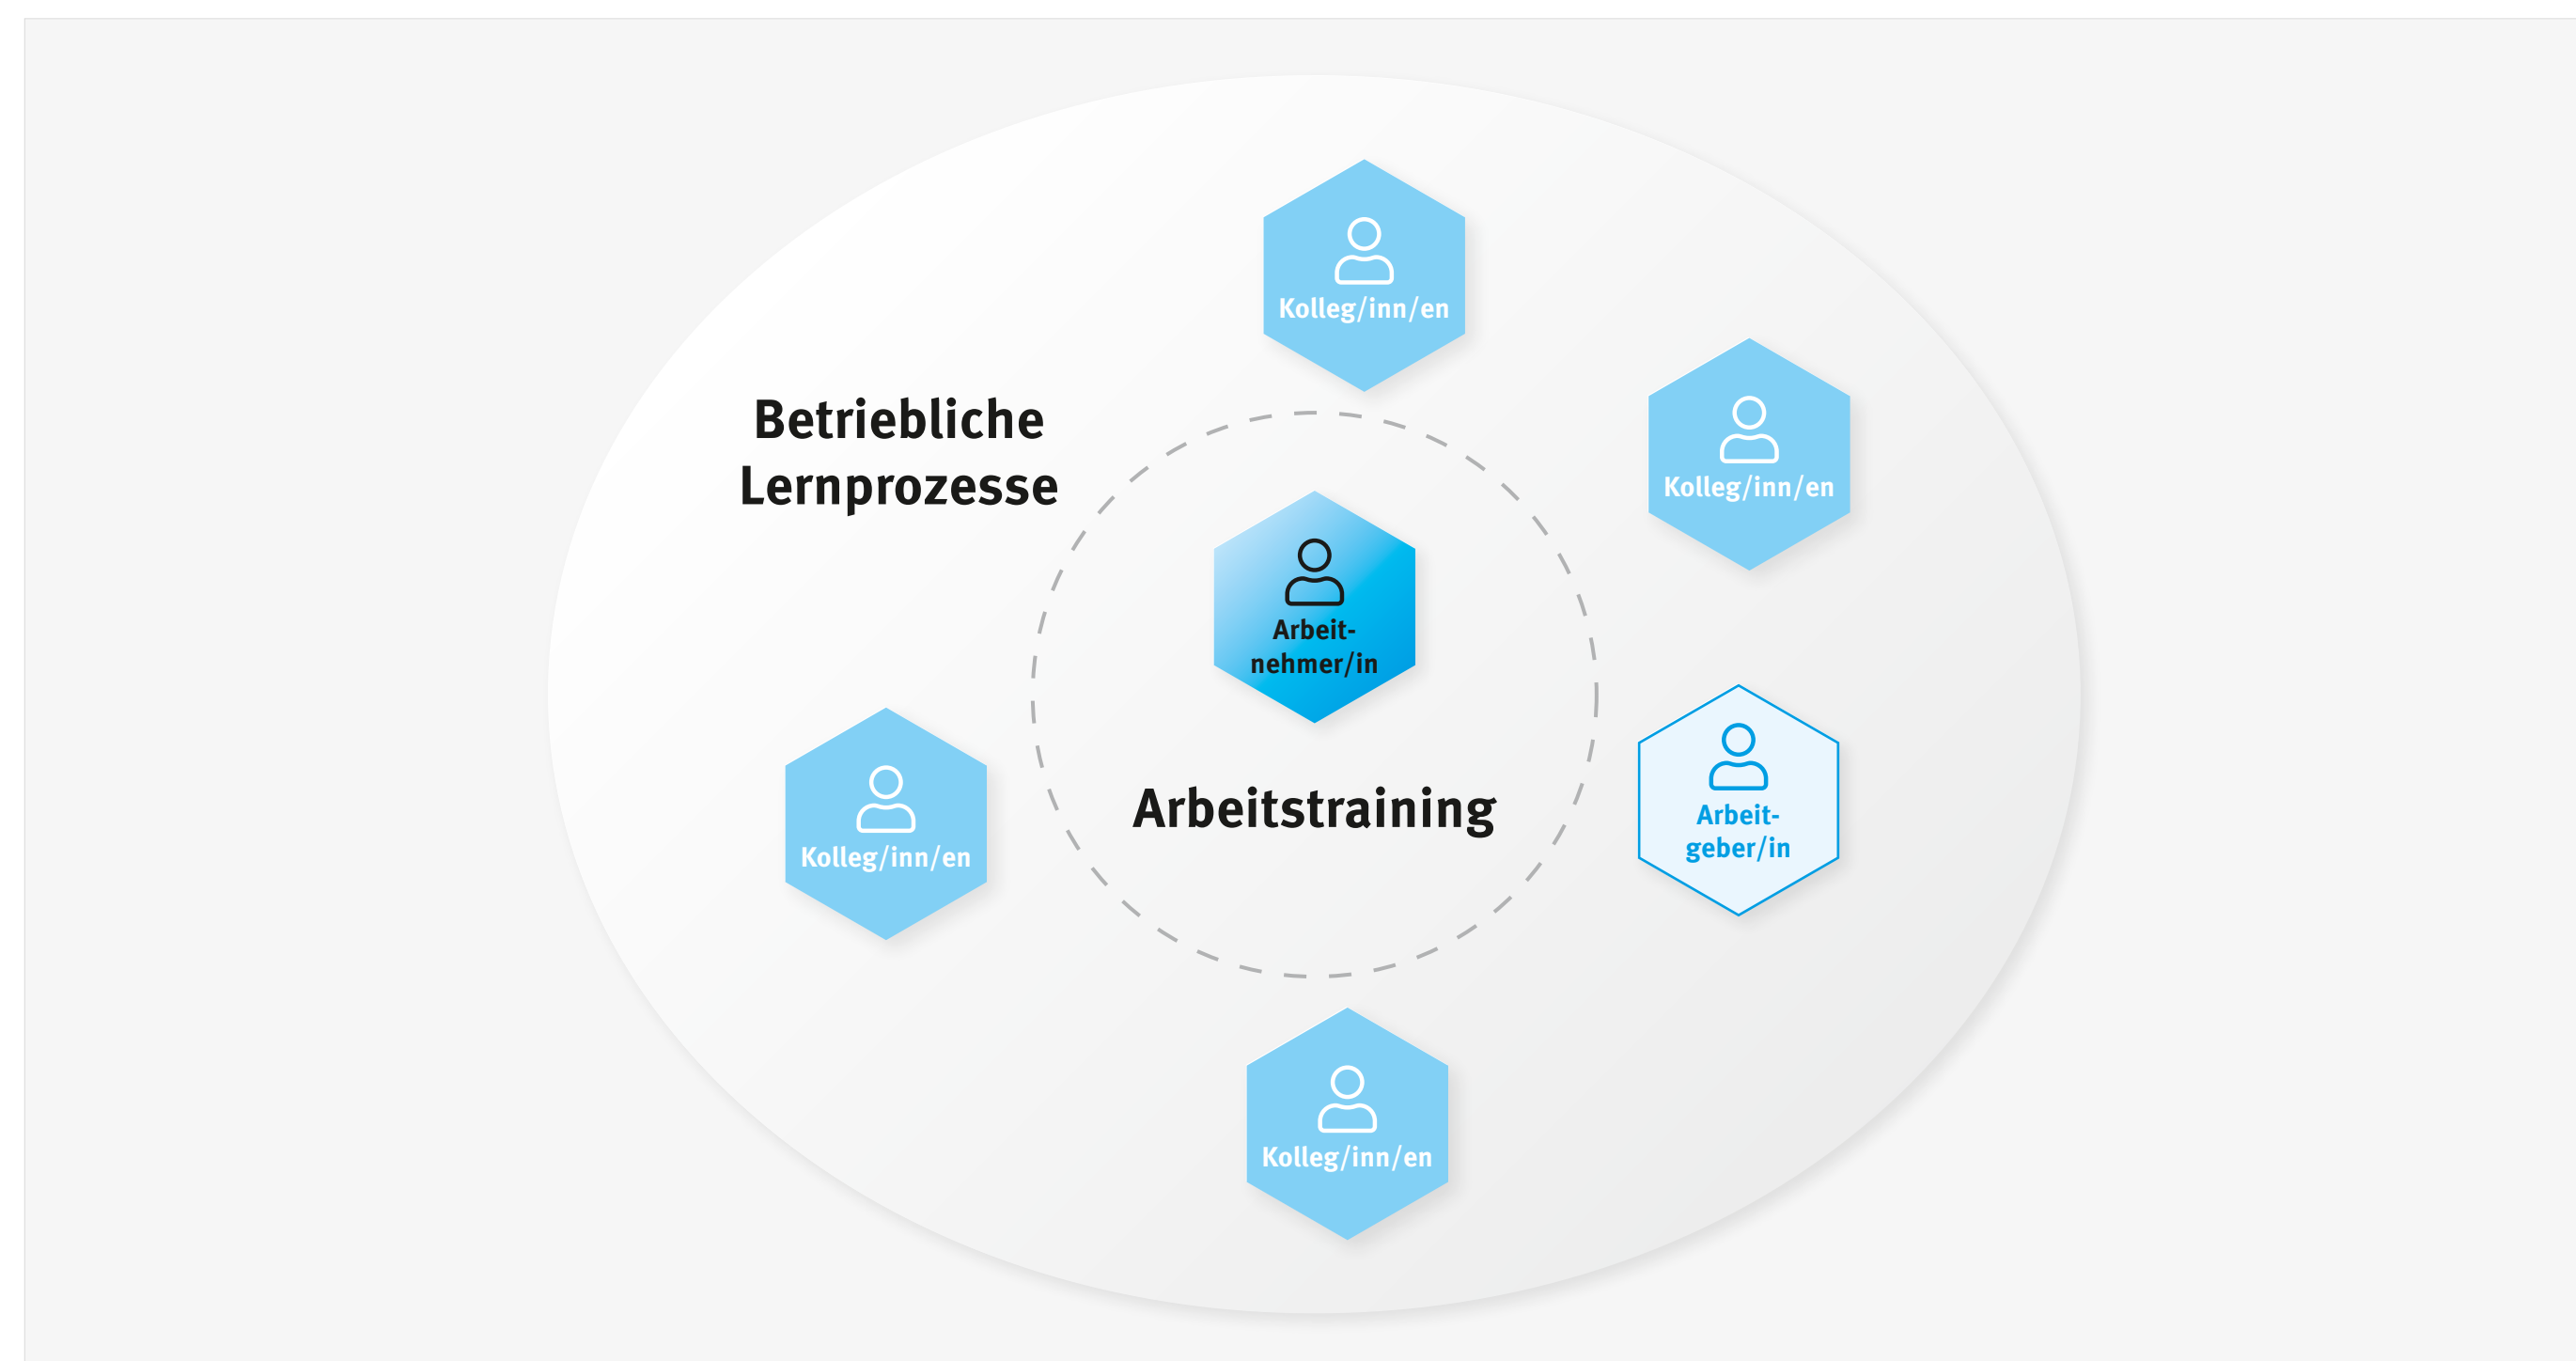 Kolleg/inn/en
Betriebliche
Lernprozesse
Kolleg/inn/en
Arbeit-
nehmer/in
Arbeitstraining
Kolleg/inn/en
Arbeit-
geber/in
Kolleg/inn/en